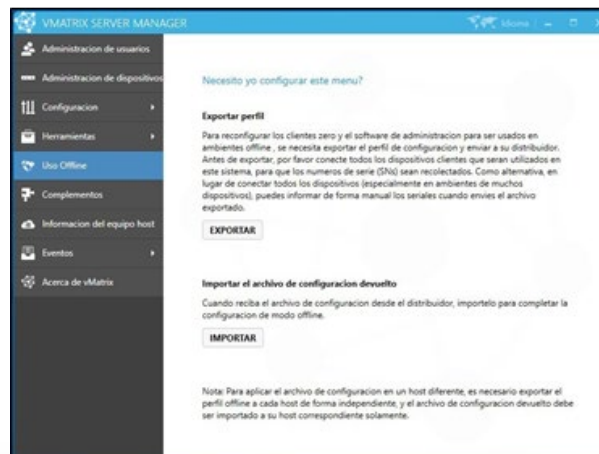 VMATRIX SERVER MANAGER
Idioma
Administracion de usuarios
Administracion de dispositivos
Configuracion
Herramientas
Uso Offline
Complementos
Informacion del equipo host
Eventos
Acerca de vMatrix
Necesito yo configurar este menu?
Exportar perfil
Para reconfigurar los clientes zero y el software de administracion para ser usados en
ambientes offline , se necesita exportar el perfil de configuracion y enviar a su distribuidor.
Antes de exportar, por favor conecte todos los dispositivos clientes que seran utilizados en
este sistema, para que los numeros de serie (SNs) sean recolectados. Como alternativa, en
lugar de conectar todos los dispositivos (especialmente en ambientes de muchos
dispositivos), puedes informar de forma manual los seriales cuando envies el archivo
exportado.
EXPORTAR
Importar el archivo de configuracion devuelto
Cuando reciba el archivo de configuracion desde el distribuidor, importelo para completar la
configuracion de modo offline.
IMPORTAR
Nota: Para aplicar el archivo de configuracion en un host diferente, es necesario exportar el
perfil offline a cada host de forma independiente, y el archivo de configuracion devuelto debe
ser importado a su host correspondiente solamente.